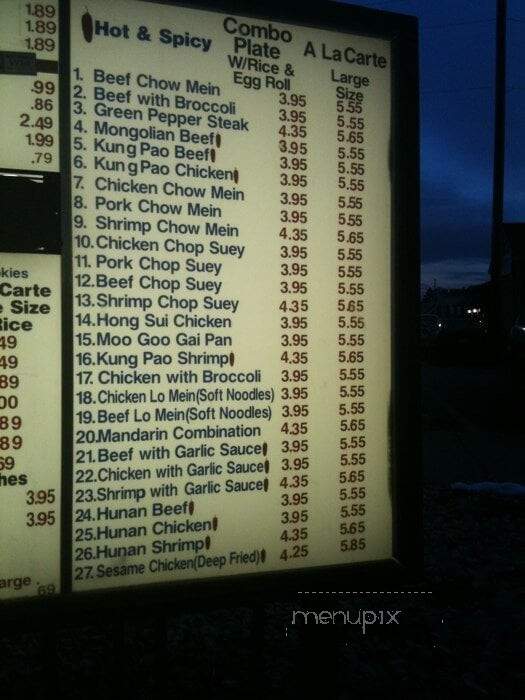 1.89
1.89
1.89
.99
.86
2.49
1.99
.79
kies
Carte
Size
ice
49
49
89
00
89
89
69
hes
3.95
3.95
arge .
69
Hot & Spicy
Combo
Plate
W/Rice &
Egg Roll
A La Carte
Large
Size
1. Beef Chow Mein 3.95 5.55
2. Beef with Broccoli 3.95 5.55
3. Green Pepper Steak 4.35 5.65
4. Mongolian Beef 3.95 5.55
5. Kung Pao Beef 3.95 5.55
6. Kung Pao Chicken 3.95 5.55
7. Chicken Chow Mein 3.95 5.55
8. Pork Chow Mein 3.95 5.55
9. Shrimp Chow Mein 4.35 5.65
10. Chicken Chop Suey 3.95 5.55
11. Pork Chop Suey 3.95 5.55
12. Beef Chop Suey 3.95 5.55
13. Shrimp Chop Suey 4.35 5.65
14. Hong Sui Chicken 3.95 5.55
15. Moo Goo Gai Pan 3.95 5.55
16. Kung Pao Shrimp 4.35 5.65
17. Chicken with Broccoli 3.95 5.55
18. Chicken Lo Mein(Soft Noodles) 3.95 5.55
19. Beef Lo Mein(Soft Noodles) 3.95 5.55
20. Mandarin Combination 4.35 5.65
21. Beef with Garlic Sauce 3.95 5.55
22. Chicken with Garlic Sauce 3.95 5.55
23. Shrimp with Garlic Sauce 4.35 5.65
24. Hunan Beef 3.95 5.55
25. Hunan Chicken 3.95 5.55
26. Hunan Shrimp 4.35 5.65
27. Sesame Chicken(Deep Fried) 4.25 5.85
menupix